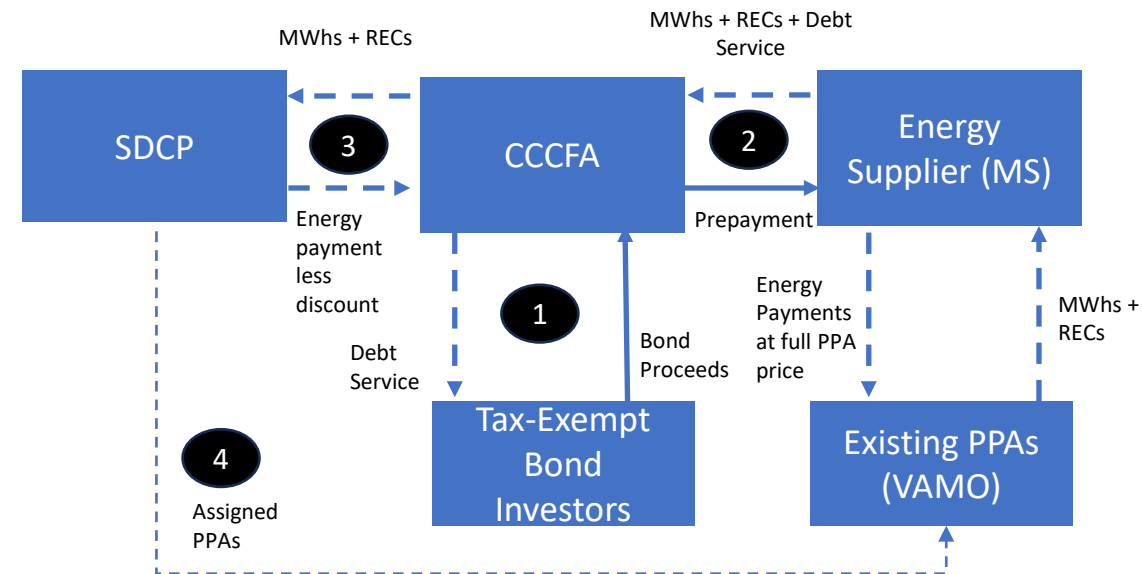 MWhs + RECs
MWhs + RECs + Debt
Service
SDCP
3
CCCFA
2
Energy
Supplier (MS)
Energy
payment
less
discount
Prepayment
1
Debt
Service
Bond
Proceeds
Energy
Payments
at full PPA
price
MWhs +
RECs
Tax-Exempt
Bond
Investors
Existing PPAs
(VAMO)
4
Assigned
PPAs